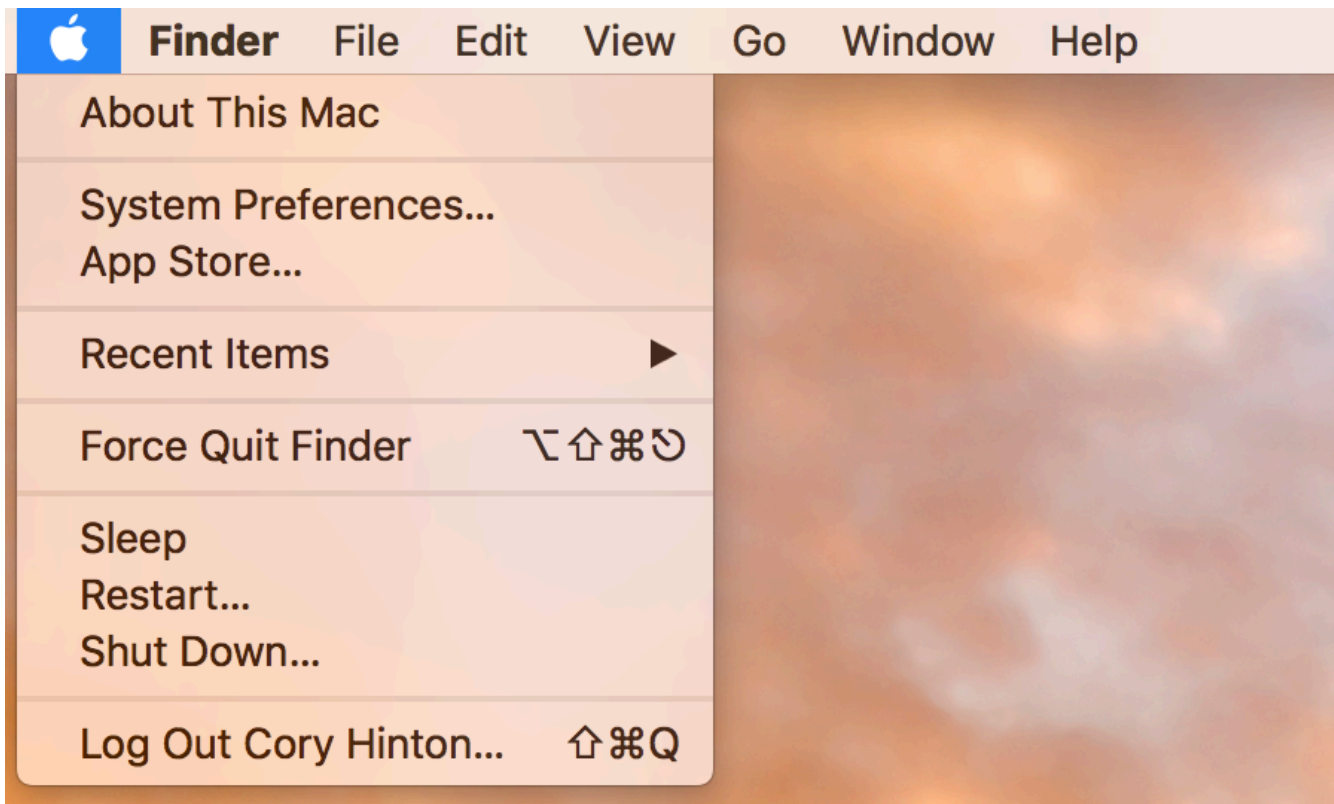 Finder File Edit View Go Window Help
About This Mac
System Preferences...
App Store...
Recent Items ▶
Force Quit Finder ⌥⇧⌘⎋
Sleep
Restart...
Shut Down...
Log Out Cory Hinton... ⇧⌘Q